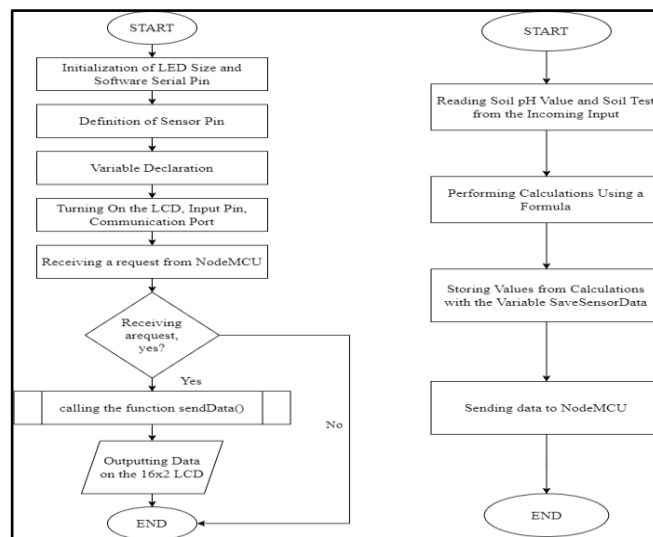 START
Initialization of LED Size and
Software Serial Pin
Definition of Sensor Pin
Variable Declaration
Turning On the LCD, Input Pin,
Communication Port
Receiving a request from NodeMCU
Receiving
arequest,
yes?
Yes
No
calling the function sendData()
Outputting Data
on the 16x2 LCD
END
START
Reading Soil pH Value and Soil Test
from the Incoming Input
Performing Calculations Using a
Formula
Storing Values from Calculations
with the Variable SaveSensorData
Sending data to NodeMCU
END